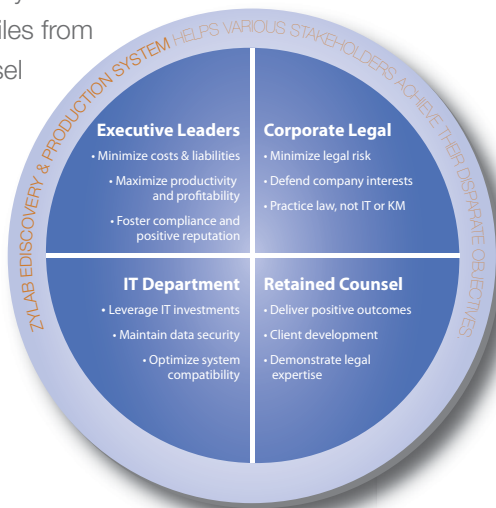 y
iles from
sel
ZYLAB EDISCOVERY & PRODUCTION SYSTEM HELPS VARIOUS STAKEHOLDERS ACHIEVE THEIR DISPARATE OBJECTIVES.
Executive Leaders
• Minimize costs & liabilities
• Maximize productivity
and profitability
• Foster compliance and
positive reputation
Corporate Legal
• Minimize legal risk
• Defend company interests
• Practice law, not IT or KM
IT Department
• Leverage IT investments
• Maintain data security
• Optimize system
compatibility
Retained Counsel
• Deliver positive outcomes
• Client development
• Demonstrate legal
expertise